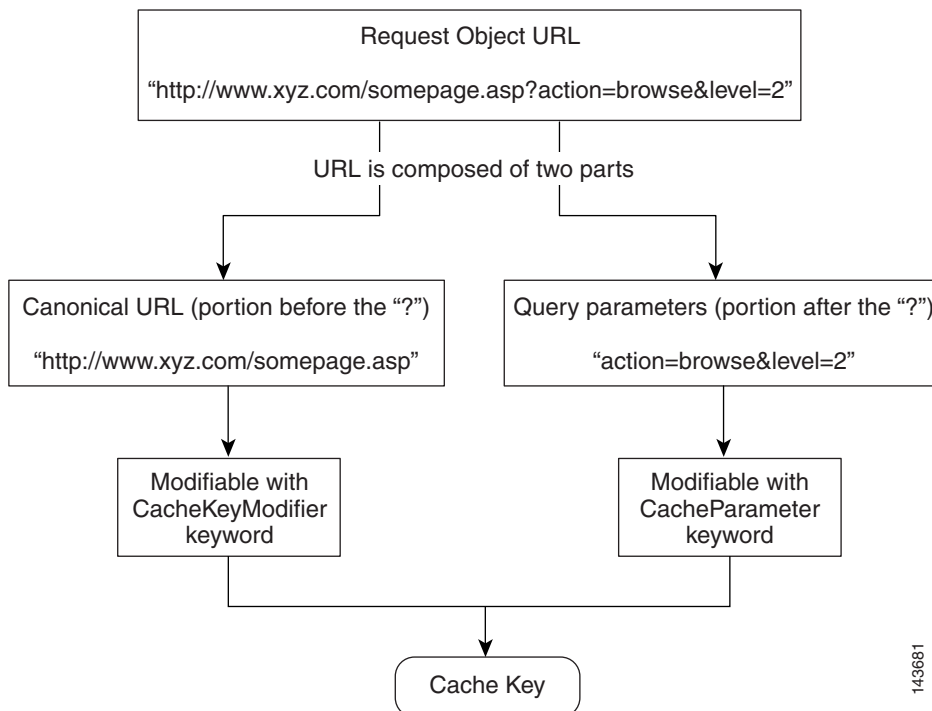 Request Object URL
“http://www.xyz.com/somepage.asp?action=browse&level=2”
URL is composed of two parts
Canonical URL (portion before the “?”)
“http://www.xyz.com/somepage.asp”
Query parameters (portion after the “?”)
“action=browse&level=2”
Modifiable with
CacheKeyModifier
keyword
Modifiable with
CacheParameter
keyword
Cache Key
143681